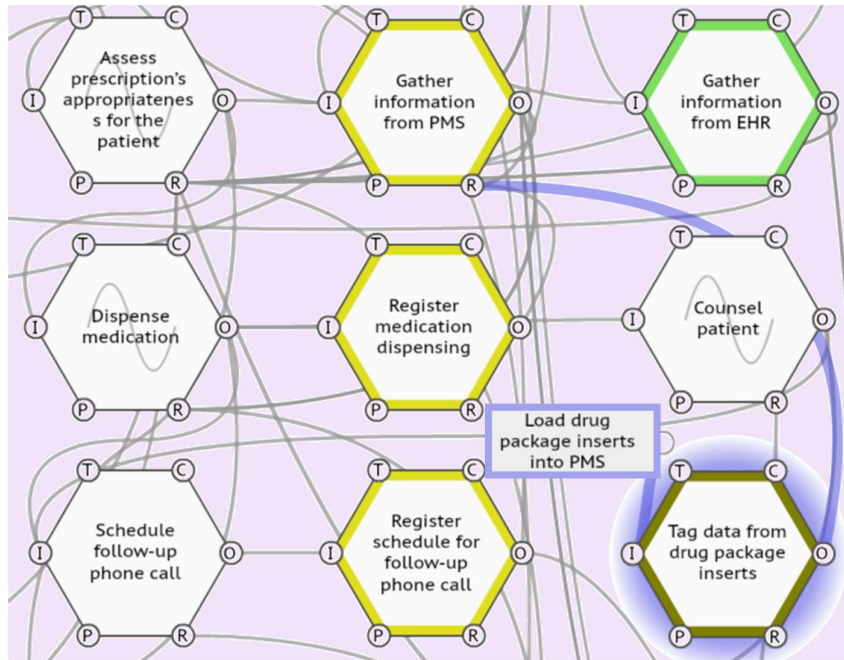 T
C
Assess
prescription's
appropriatenes
s for the
patient
I
O
P
R
T
C
Gather
information
from PMS
I
O
P
R
T
C
Gather
information
from EHR
I
O
P
R
T
C
Dispense
medication
I
O
P
R
T
C
Register
medication
dispensing
I
O
P
R
T
C
Counsel
patient
I
O
P
R
Load drug
package inserts
into PMS
T
C
Schedule
follow-up
phone call
I
O
P
R
T
C
Register
schedule for
follow-up
phone call
I
O
P
R
T
C
Tag data from
drug package
inserts
I
O
P
R